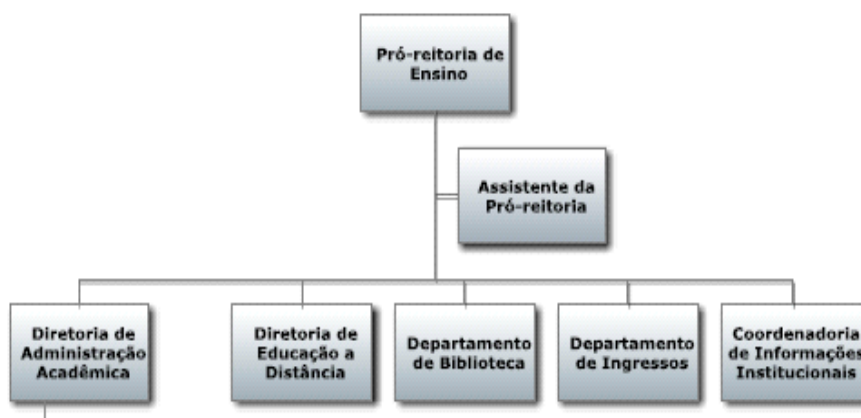 Pró-reitoria de
Ensino
Assistente da
Pró-reitoria
Diretoria de
Administração
Acadêmica
Diretoria de
Educação a
Distância
Departamento
de Biblioteca
Departamento
de Ingressos
Coordenadoria
de Informações
Institucionais